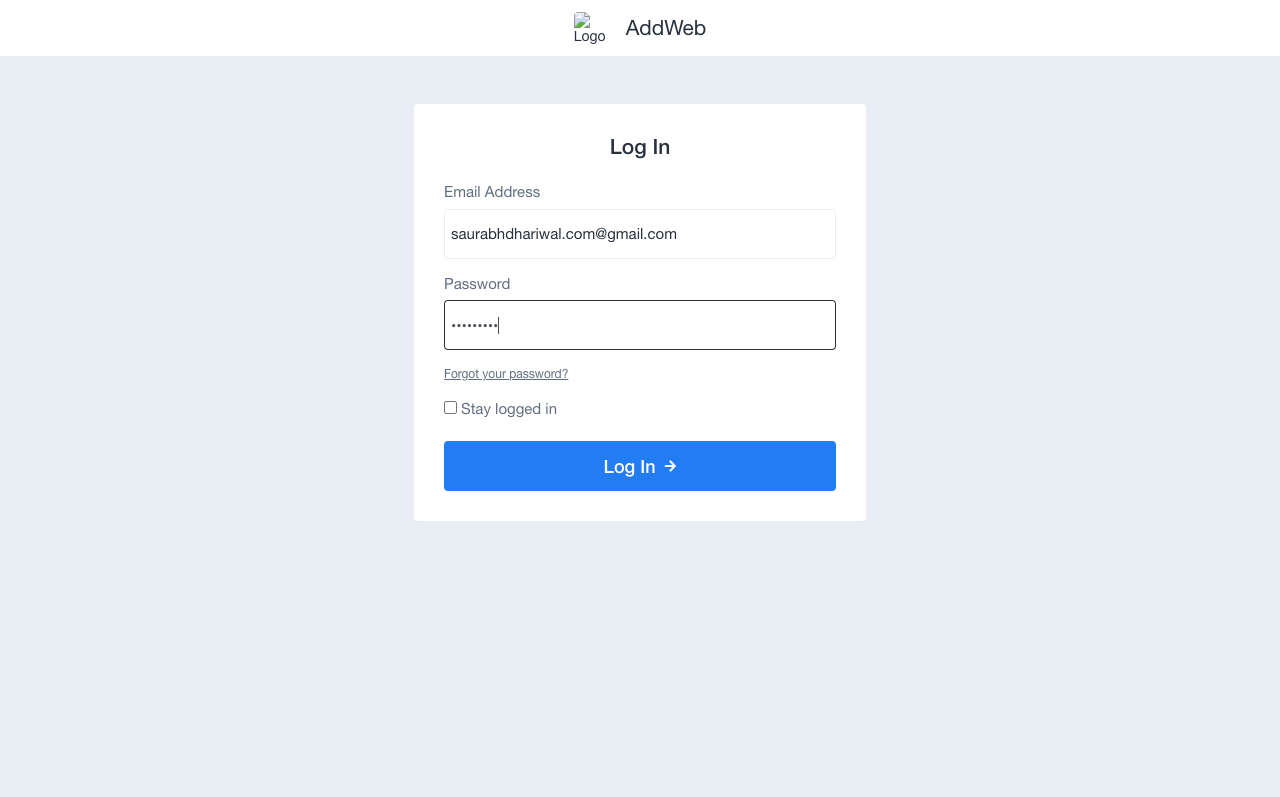 Logo
AddWeb
Log In
Email Address
saurabhdhariwal.com@gmail.com
Password
•••••••••
Forgot your password?
Stay logged in
Log In →